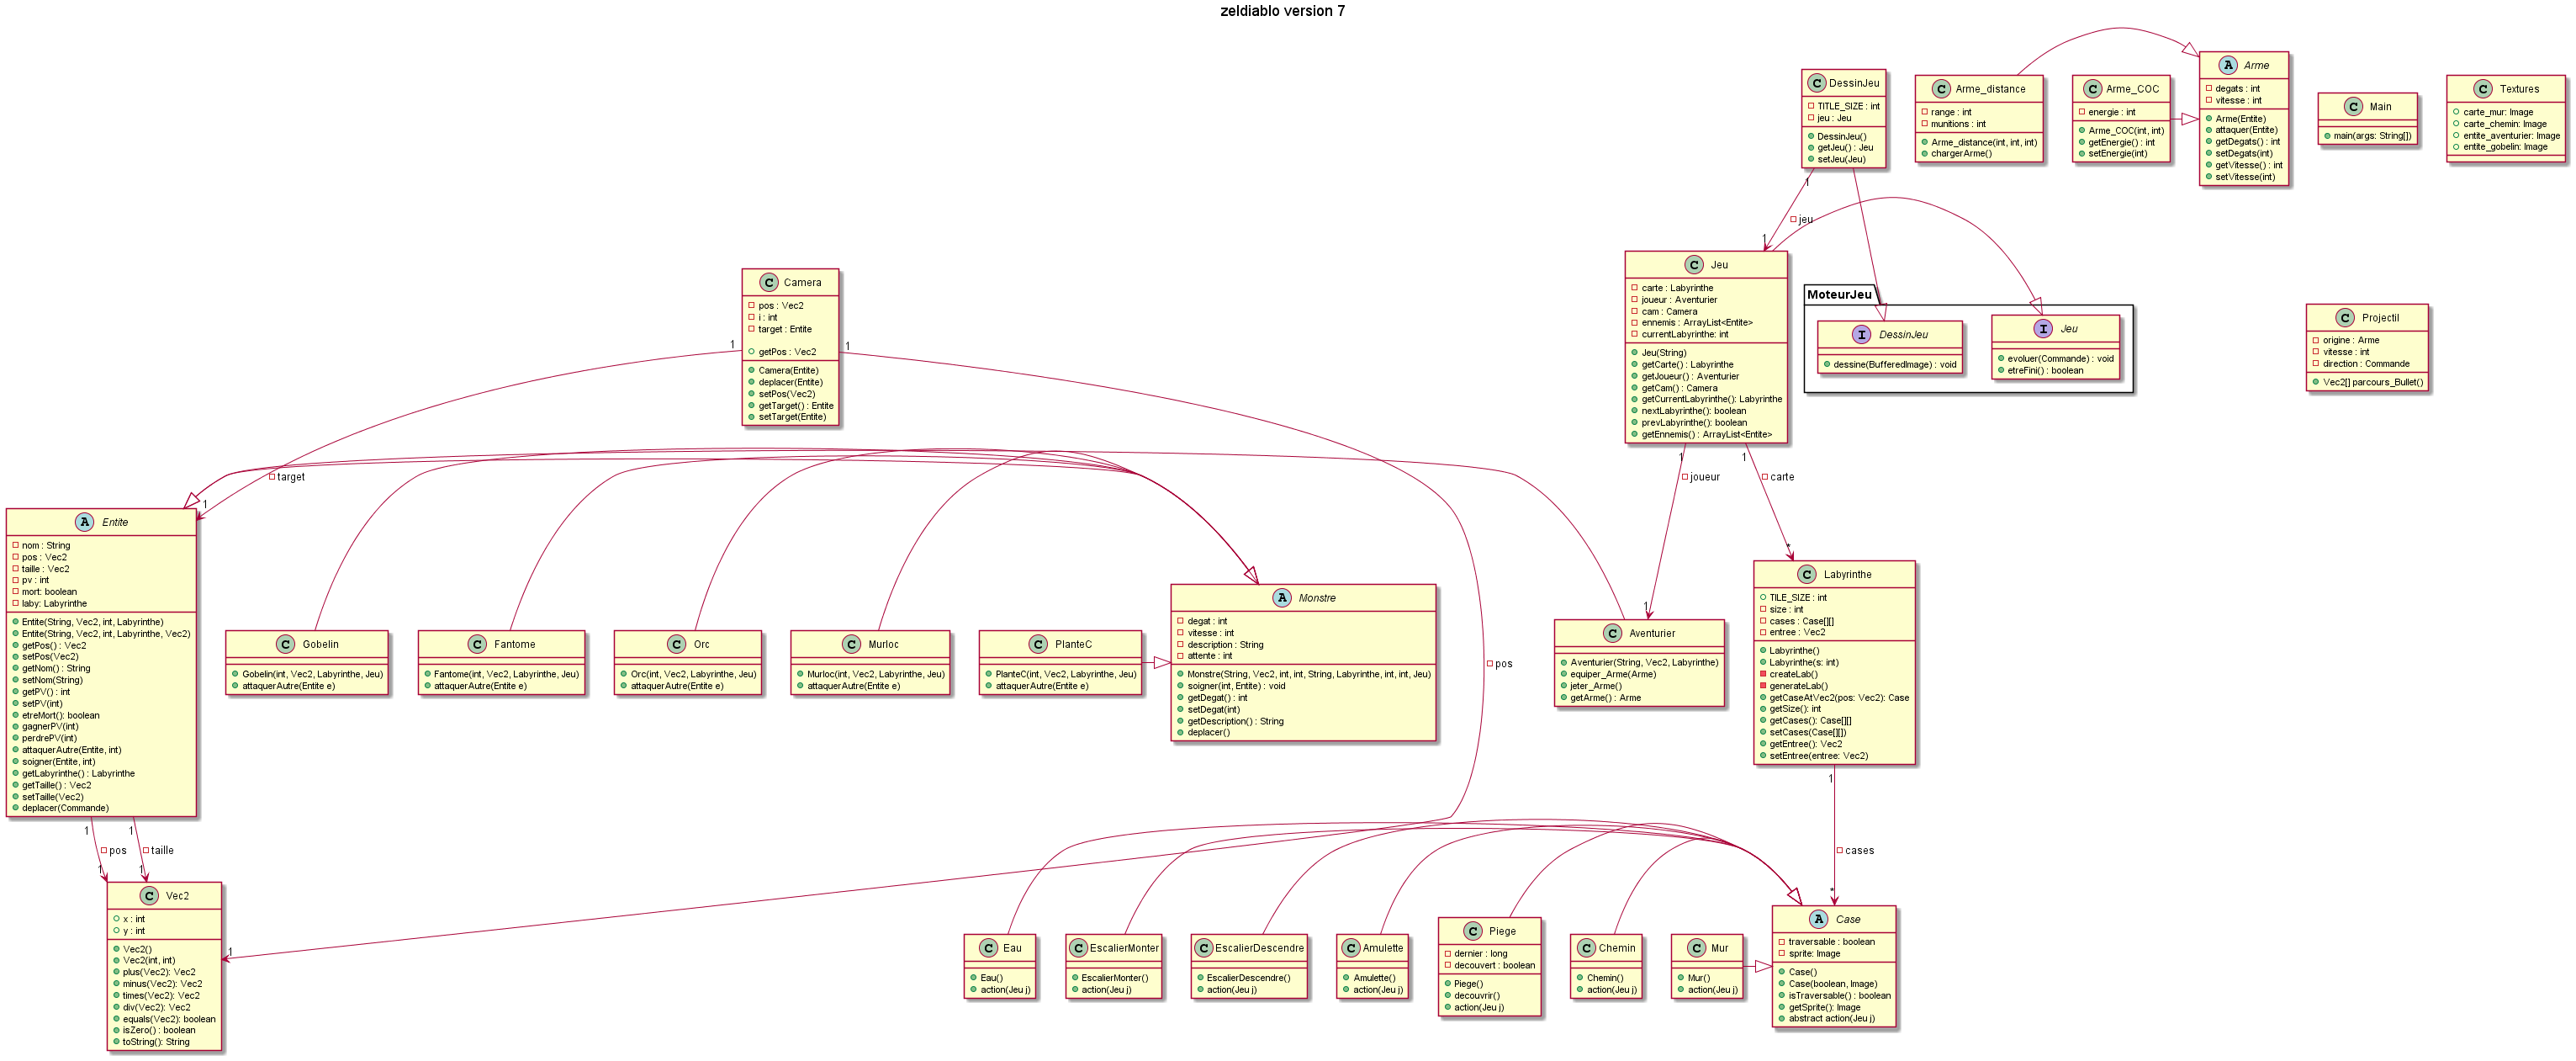 zeldiablo version 7
C DessinJeu
TITLE_SIZE : int
jeu : Jeu
DessinJeu()
getJeu() : Jeu
setJeu(Jeu)
C Arme_distance
range : int
munitions : int
Arme_distance(int, int, int)
chargerArme()
C Arme_COC
energie : int
Arme_COC(int, int)
getEnergie() : int
setEnergie(int)
A Arme
degats : int
vitesse : int
Arme(Entite)
attaquer(Entite)
getDegats() : int
setDegats(int)
getVitesse() : int
setVitesse(int)
C Main
main(args: String[])
C Textures
carte_mur: Image
carte_chemin: Image
entite_aventurier: Image
entite_gobelin: Image
1
jeu
1
C Camera
pos : Vec2
i : int
target : Entite
getPos : Vec2
Camera(Entite)
deplacer(Entite)
setPos(Vec2)
getTarget() : Entite
setTarget(Entite)
C Jeu
carte : Labyrinthe
joueur : Aventurier
cam : Camera
ennemis : ArrayList<Entite>
currentLabyrinthe: int
Jeu(String)
getCarte() : Labyrinthe
getJoueur() : Aventurier
getCam() : Camera
getCurrentLabyrinthe(): Labyrinthe
nextLabyrinthe(): boolean
prevLabyrinthe(): boolean
getEnnemis() : ArrayList<Entite>
MoteurJeu
I DessinJeu
dessine(BufferedImage) : void
I Jeu
evoluer(Commande) : void
etreFini() : boolean
C Projectil
origine : Arme
vitesse : int
direction : Commande
Vec2[] parcours_Bullet()
1
1
target
1
1
joueur
1
1
carte
*
A Entite
nom : String
pos : Vec2
taille : Vec2
pv : int
mort: boolean
laby: Labyrinthe
Entite(String, Vec2, int, Labyrinthe)
Entite(String, Vec2, int, Labyrinthe, Vec2)
getPos() : Vec2
setPos(Vec2)
getNom() : String
setNom(String)
getPV() : int
setPV(int)
etreMort(): boolean
gagnerPV(int)
perdrePV(int)
attaquerAutre(Entite, int)
soigner(Entite, int)
getLabyrinthe() : Labyrinthe
getTaille() : Vec2
setTaille(Vec2)
deplacer(Commande)
C Gobelin
Gobelin(int, Vec2, Labyrinthe, Jeu)
attaquerAutre(Entite e)
C Fantome
Fantome(int, Vec2, Labyrinthe, Jeu)
attaquerAutre(Entite e)
C Orc
Orc(int, Vec2, Labyrinthe, Jeu)
attaquerAutre(Entite e)
C Murloc
Murloc(int, Vec2, Labyrinthe, Jeu)
attaquerAutre(Entite e)
C PlanteC
PlanteC(int, Vec2, Labyrinthe, Jeu)
attaquerAutre(Entite e)
A Monstre
degat : int
vitesse : int
description : String
attente : int
Monstre(String, Vec2, int, int, String, Labyrinthe, int, int, Jeu)
soigner(int, Entite) : void
getDegat() : int
setDegat(int)
getDescription() : String
deplacer()
pos
C Aventurier
Aventurier(String, Vec2, Labyrinthe)
equiper_Arme(Arme)
jeter_Arme()
getArme() : Arme
C Labyrinthe
TILE_SIZE : int
size : int
cases : Case[][]
entree : Vec2
Labyrinthe()
Labyrinthe(s: int)
createLab()
generateLab()
getCaseAtVec2(pos: Vec2): Case
getSize(): int
getCases(): Case[][]
setCases(Case[][])
getEntree(): Vec2
setEntree(entree: Vec2)
1
pos
1
1
taille
1
1
cases
*
C Vec2
x : int
y : int
Vec2()
Vec2(int, int)
plus(Vec2): Vec2
minus(Vec2): Vec2
times(Vec2): Vec2
div(Vec2): Vec2
equals(Vec2): boolean
isZero() : boolean
toString(): String
1
C Eau
Eau()
action(Jeu j)
C EscalierMonter
EscalierMonter()
action(Jeu j)
C EscalierDescendre
EscalierDescendre()
action(Jeu j)
C Amulette
Amulette()
action(Jeu j)
C Piege
dernier : long
decouvert : boolean
Piege()
decouvrir()
action(Jeu j)
C Chemin
Chemin()
action(Jeu j)
C Mur
Mur()
action(Jeu j)
A Case
traversable : boolean
sprite: Image
Case()
Case(boolean, Image)
isTraversable() : boolean
getSprite(): Image
abstract action(Jeu j)